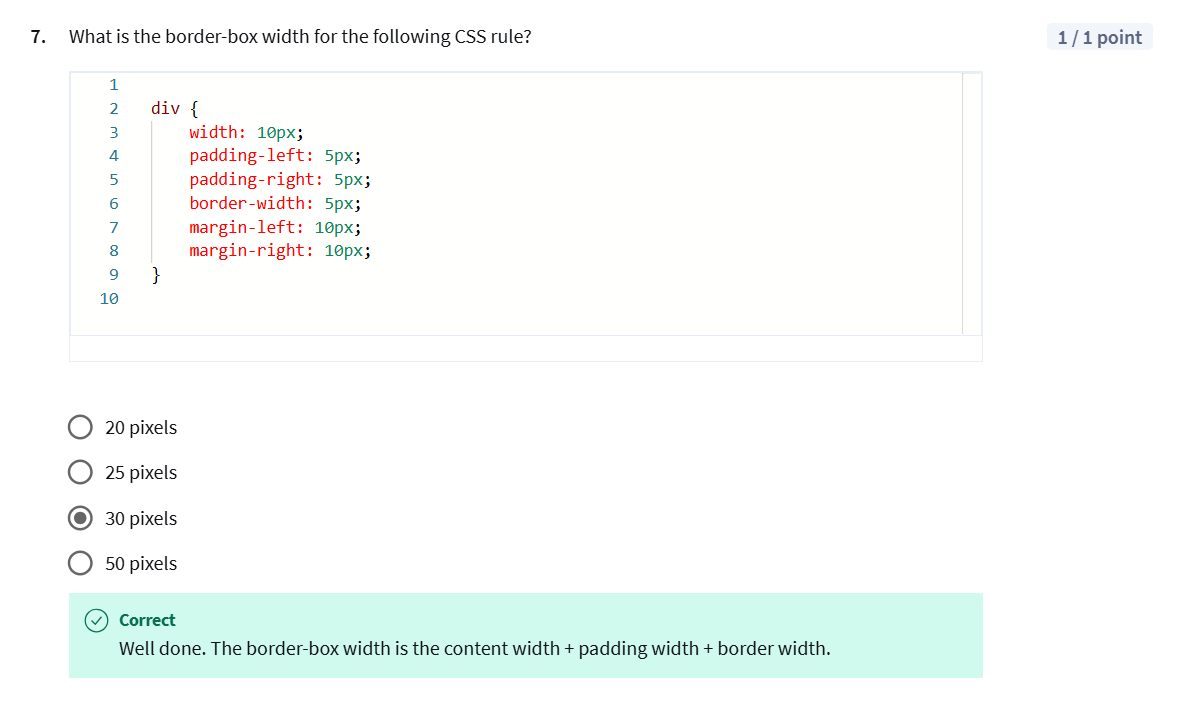 7. What is the border-box width for the following CSS rule?
1 / 1 point
1
2 div {
3 width: 10px;
4 padding-left: 5px;
5 padding-right: 5px;
6 border-width: 5px;
7 margin-left: 10px;
8 margin-right: 10px;
9 }
10
20 pixels
25 pixels
30 pixels
50 pixels
Correct
Well done. The border-box width is the content width + padding width + border width.